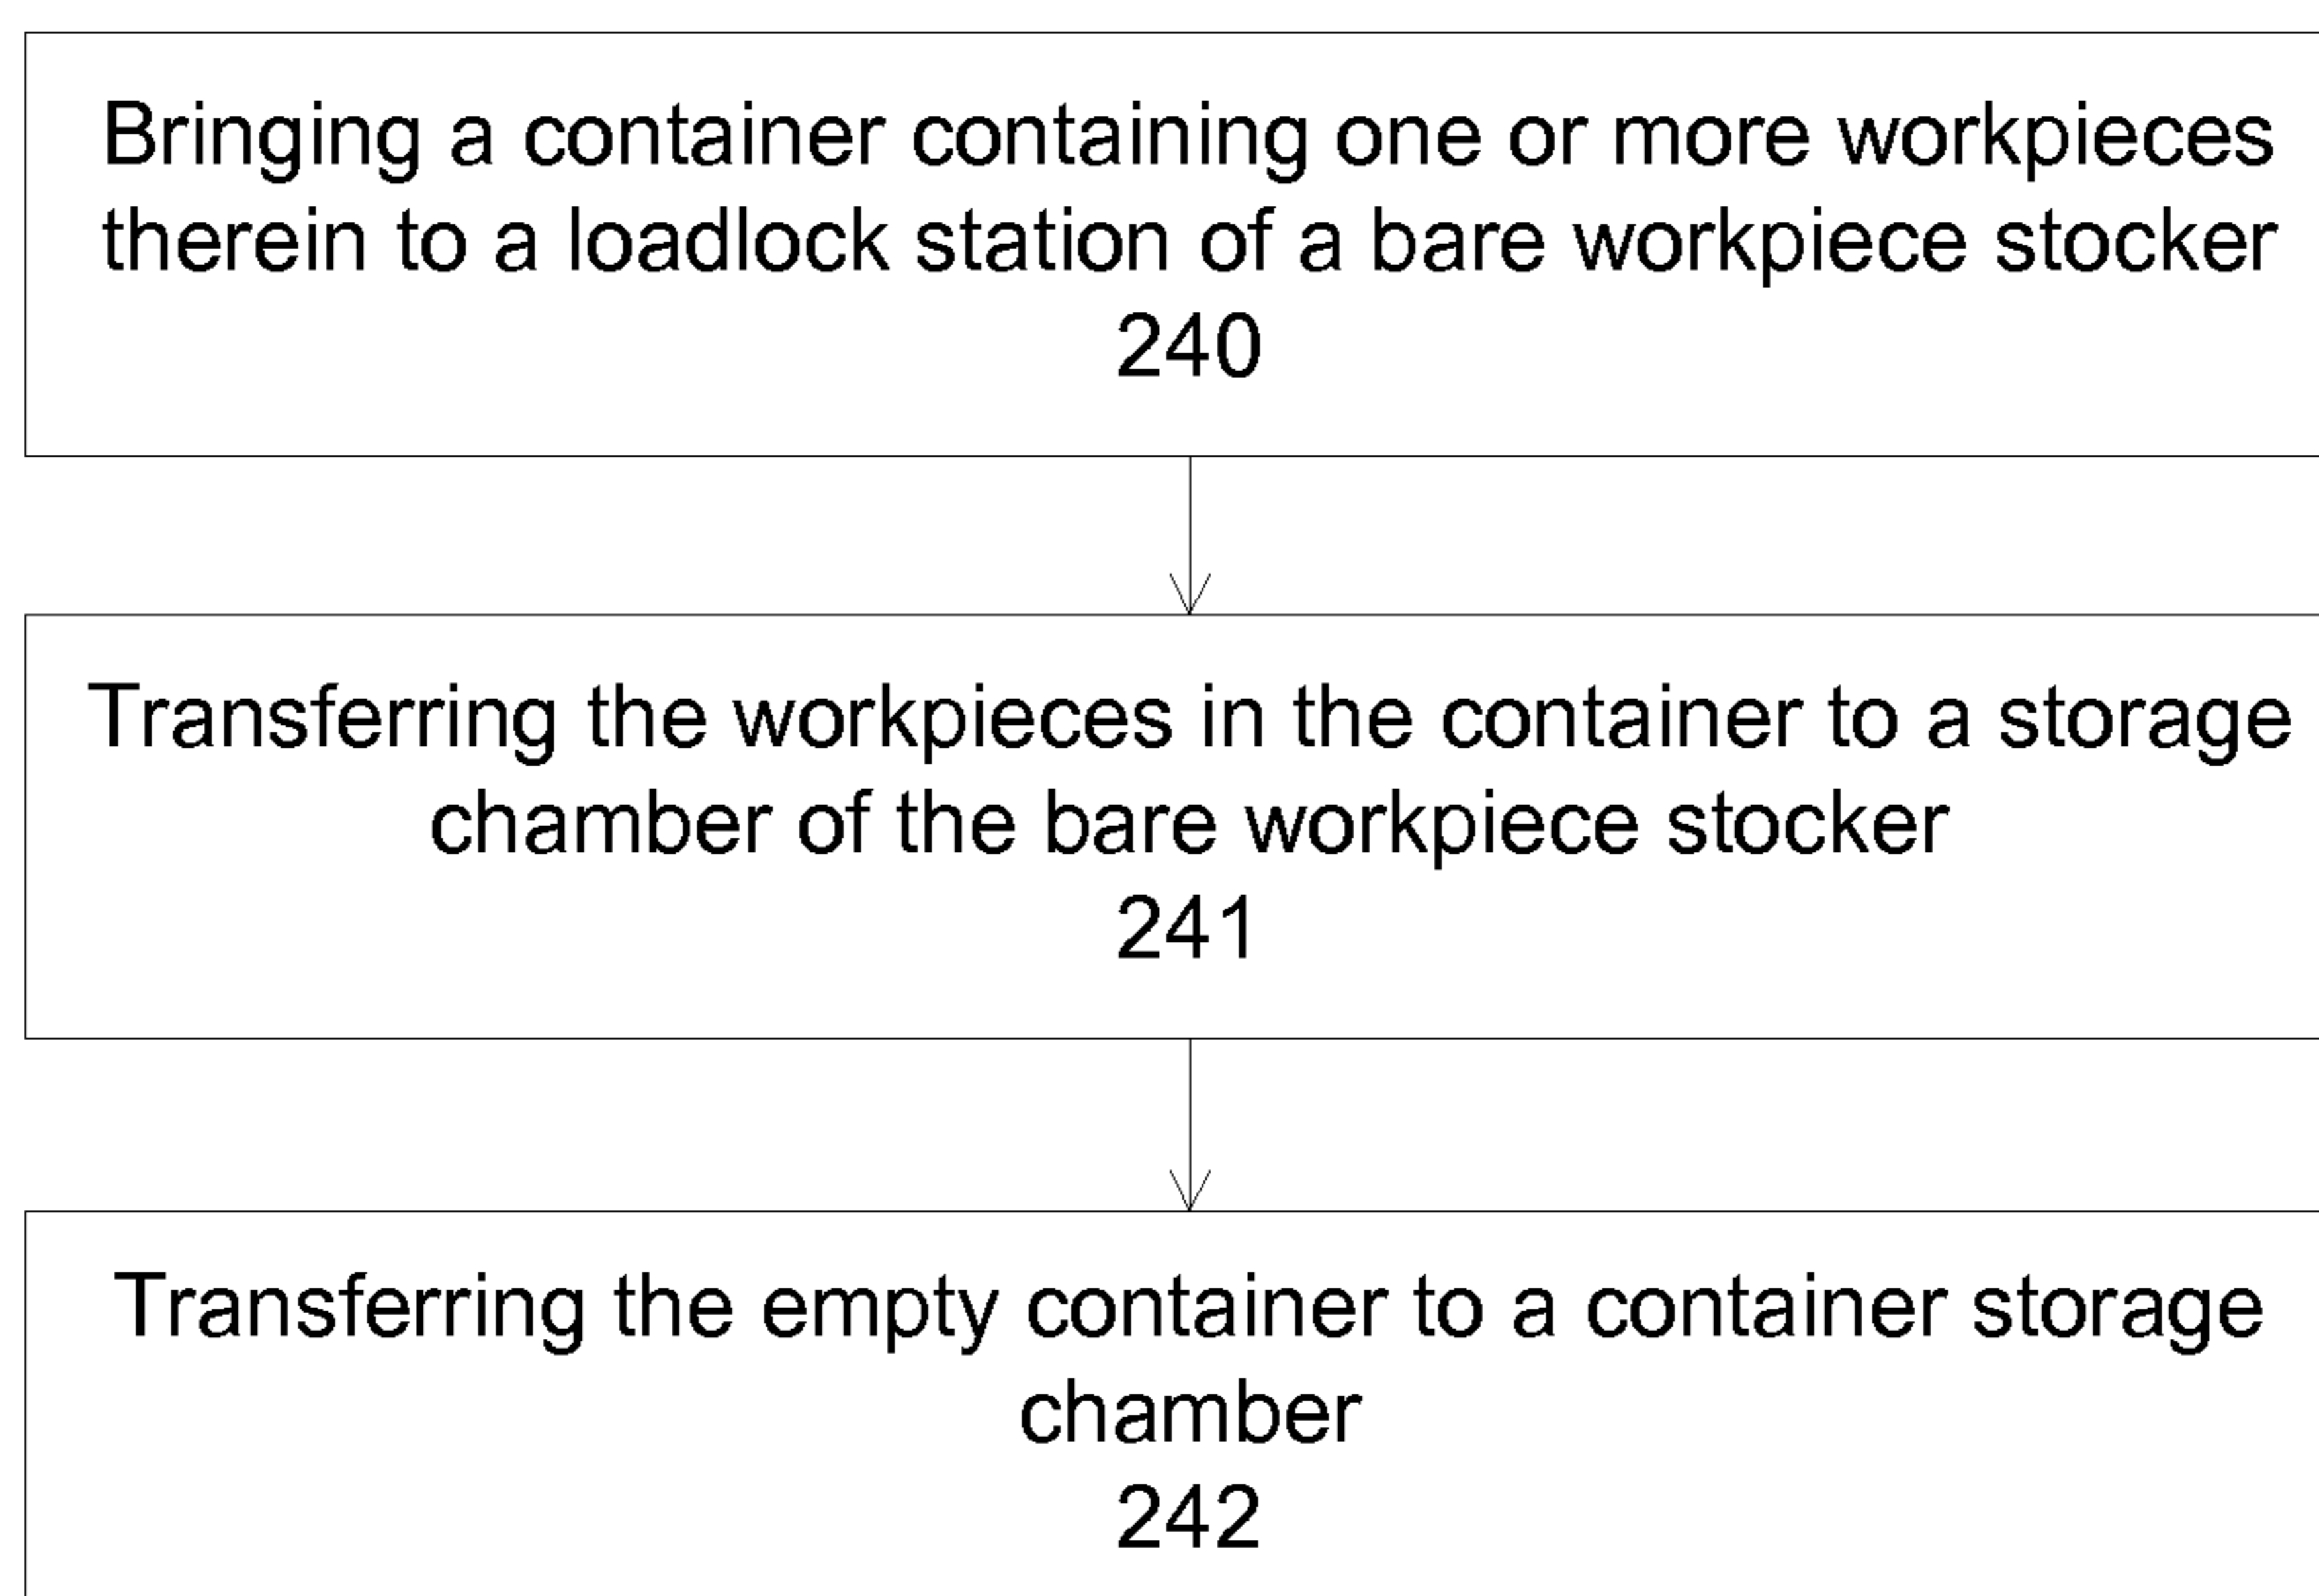 Bringing a container containing one or more workpieces
therein to a loadlock station of a bare workpiece stocker
240
Transferring the workpieces in the container to a storage
chamber of the bare workpiece stocker
241
Transferring the empty container to a container storage
chamber
242